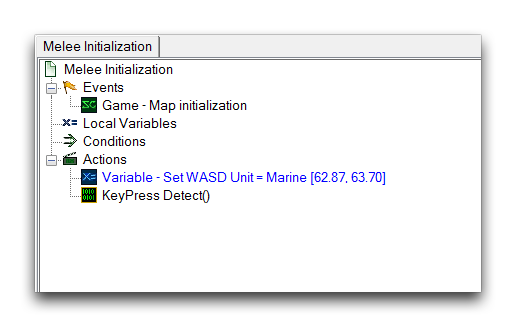 Melee Initialization
Melee Initialization
Events
Game - Map initialization
Local Variables
Conditions
Actions
Variable - Set WASD Unit = Marine [62.87, 63.70]
KeyPress Detect()